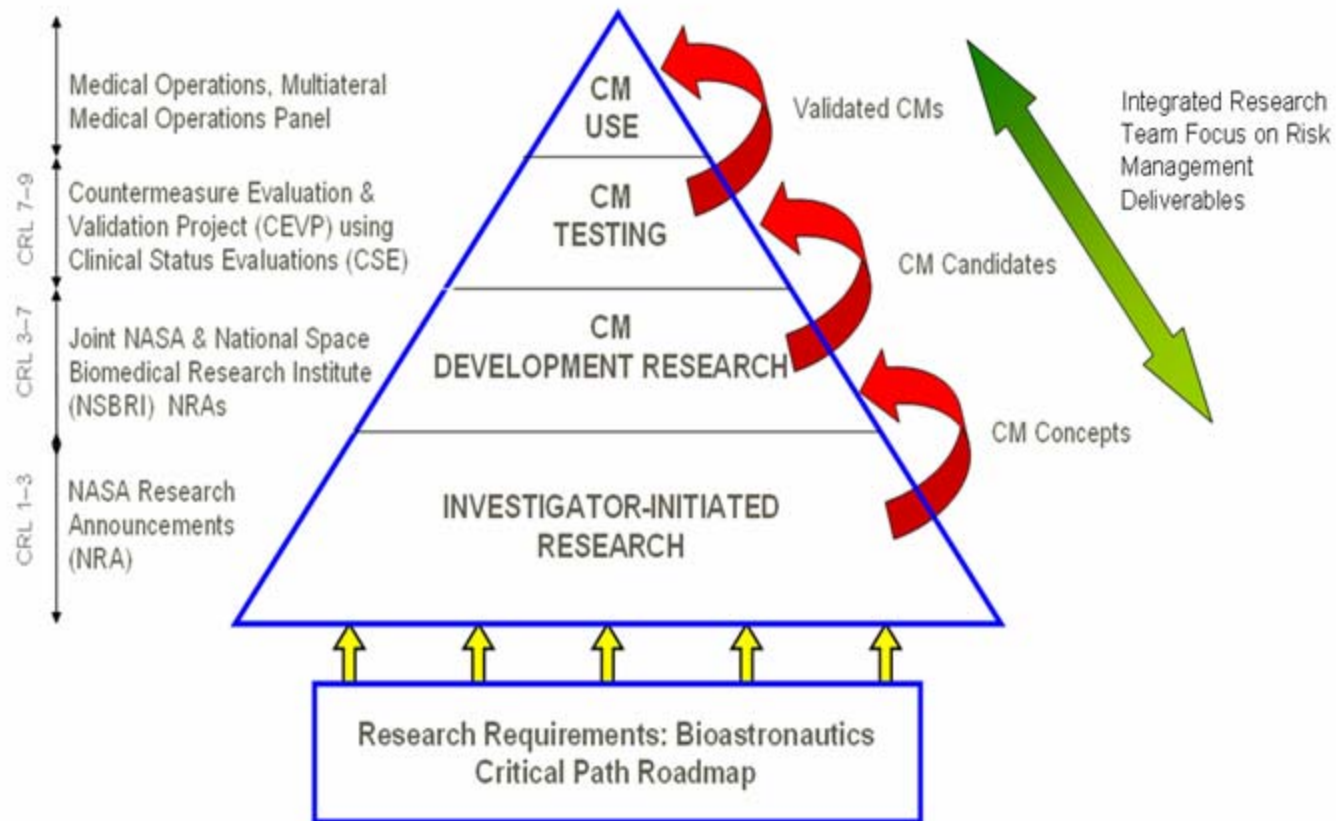 Medical Operations, Multiateral
Medical Operations Panel
CRL 7–9
Countermeasure Evaluation &
Validation Project (CEVP) using
Clinical Status Evaluations (CSE)
CRL 3–7
Joint NASA & National Space
Biomedical Research Institute
(NSBRI) NRAs
CRL 1–3
NASA Research
Announcements
(NRA)
CM
USE
CM
TESTING
CM
DEVELOPMENT RESEARCH
INVESTIGATOR-INITIATED
RESEARCH
Validated CMs
CM Candidates
CM Concepts
Integrated Research
Team Focus on Risk
Management
Deliverables
Research Requirements: Bioastronautics
Critical Path Roadmap